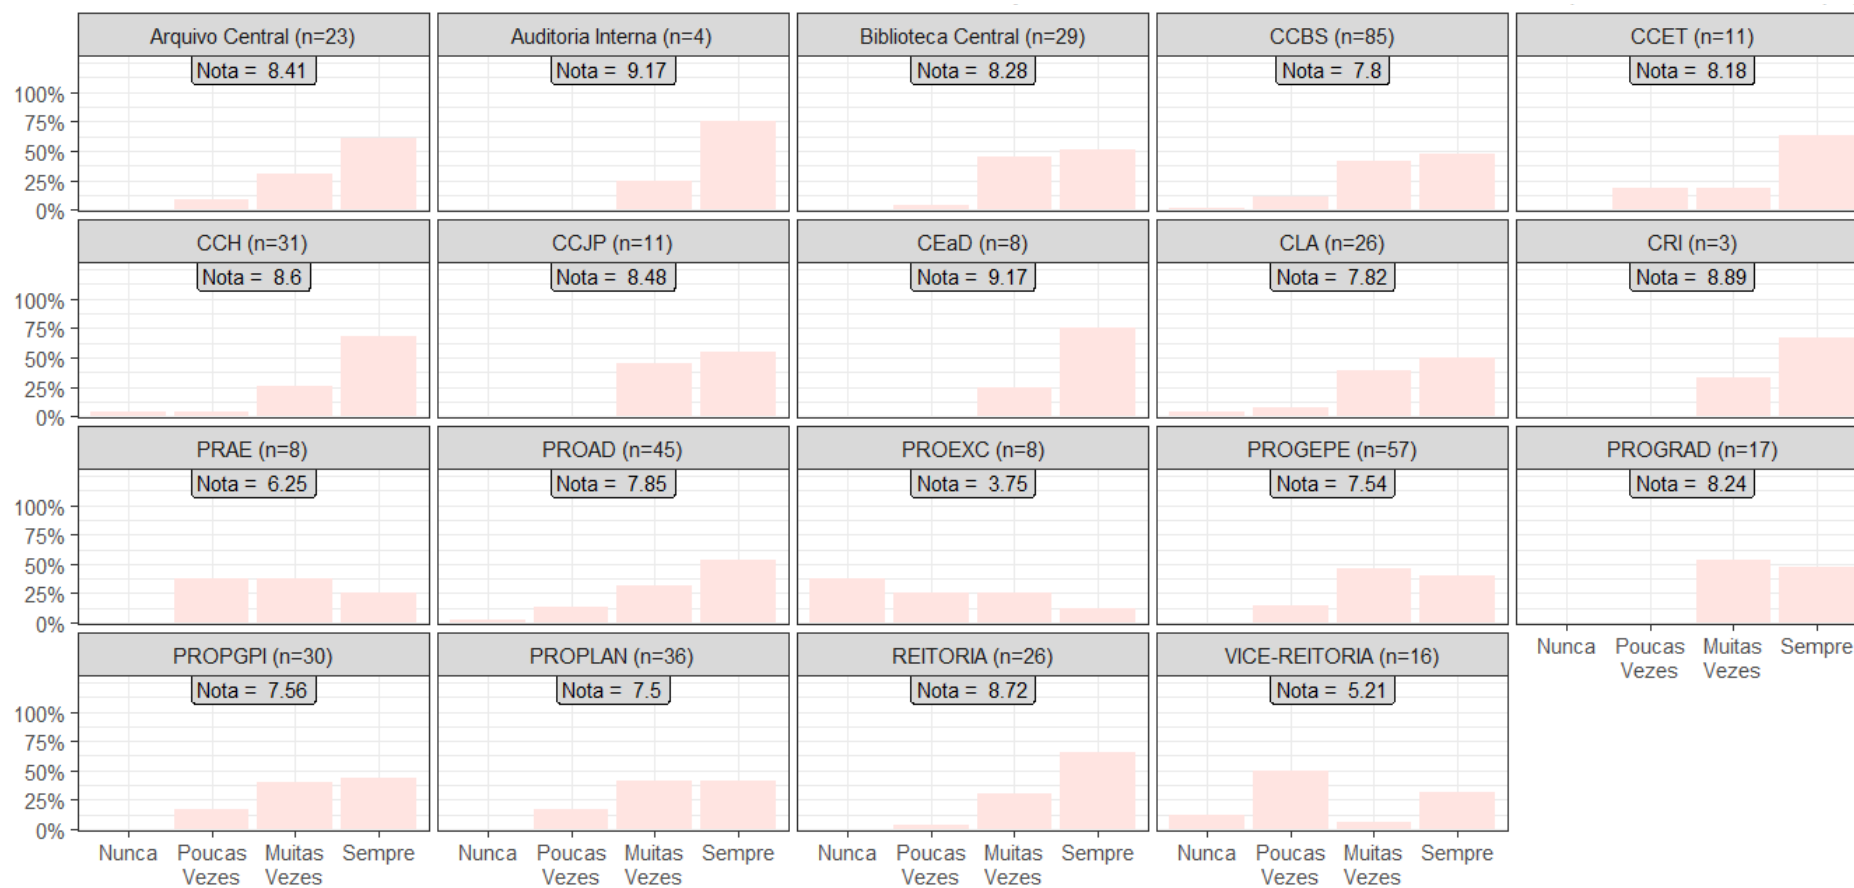 Arquivo Central (n=23)
Auditoria Interna (n=4)
Biblioteca Central (n=29)
CCBS (n=85)
CCET (n=11)
Nota = 8.41
Nota = 9.17
Nota = 8.28
Nota = 7.8
Nota = 8.18
100%
75%
50%
25%
0%
CCH (n=31)
CCJP (n=11)
CEaD (n=8)
CLA (n=26)
CRI (n=3)
Nota = 8.6
Nota = 8.48
Nota = 9.17
Nota = 7.82
Nota = 8.89
100%
75%
50%
25%
0%
PRAE (n=8)
PROAD (n=45)
PROEXC (n=8)
PROGEPE (n=57)
PROGRAD (n=17)
Nota = 6.25
Nota = 7.85
Nota = 3.75
Nota = 7.54
Nota = 8.24
100%
75%
50%
25%
0%
Nunca
Poucas
Vezes
Muitas
Vezes
Sempre
PROPGPI (n=30)
PROPLAN (n=36)
REITORIA (n=26)
VICE-REITORIA (n=16)
Nota = 7.56
Nota = 7.5
Nota = 8.72
Nota = 5.21
100%
75%
50%
25%
0%
Nunca
Poucas
Vezes
Muitas
Vezes
Sempre
Nunca
Poucas
Vezes
Muitas
Vezes
Sempre
Nunca
Poucas
Vezes
Muitas
Vezes
Sempre
Nunca
Poucas
Vezes
Muitas
Vezes
Sempre